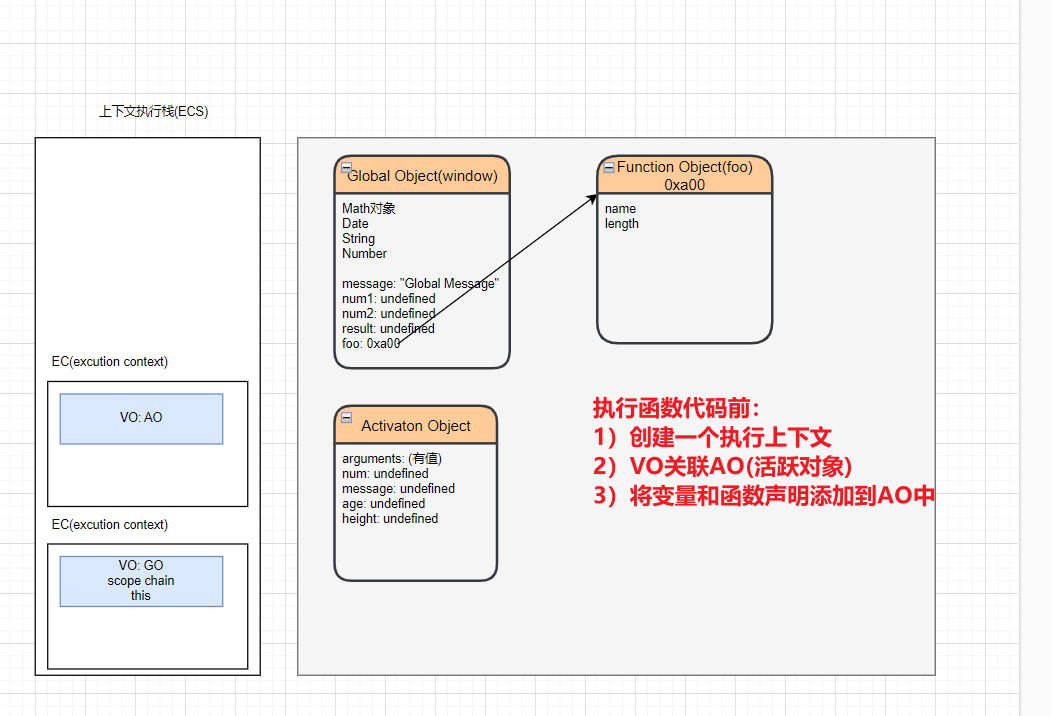 上下文执行栈(ECS)
EC(excution context)
VO: AO
EC(excution context)
VO: GO
scope chain
this
Global Object(window)
Math对象
Date
String
Number
message: "Global Message"
num1: undefined
num2: undefined
result: undefined
foo: 0xa00
Function Object(foo)
0xa00
name
length
Activaton Object
arguments: (有值)
num: undefined
message: undefined
age: undefined
height: undefined
执行函数代码前：
1）创建一个执行上下文
2）VO关联AO(活跃对象)
3）将变量和函数声明添加到AO中